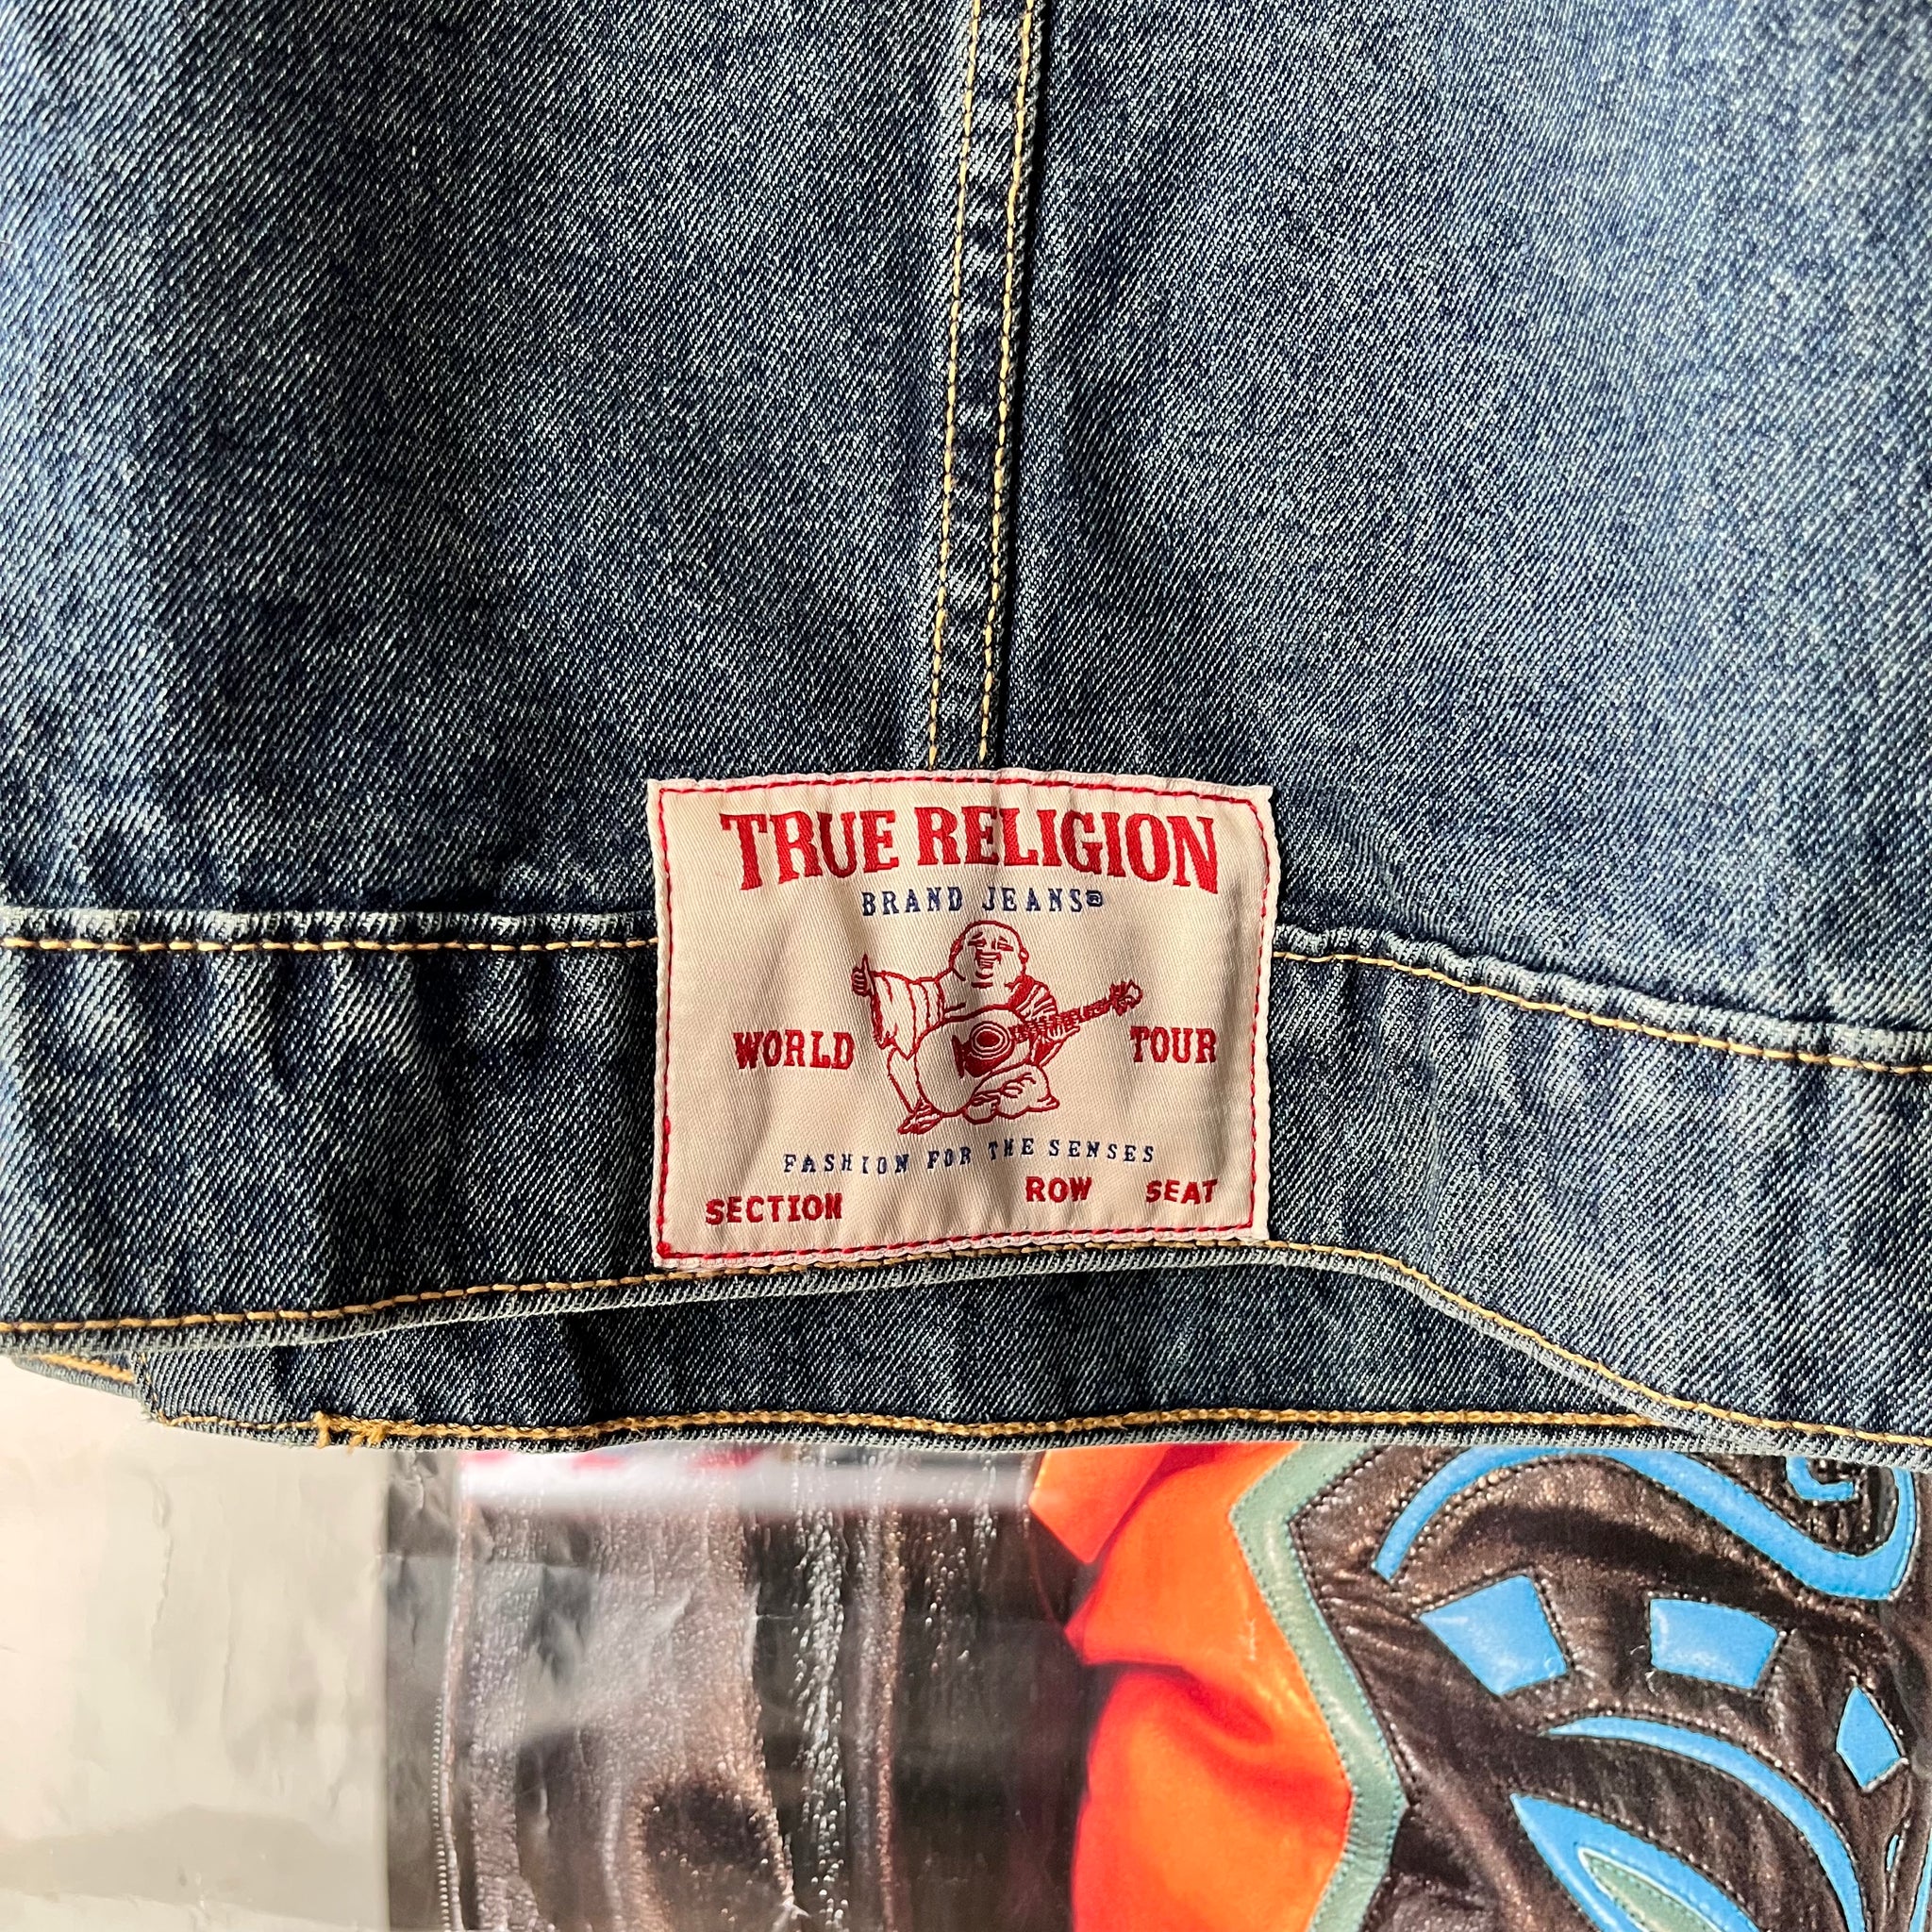 TRUE RELIGION
BRAND JEANS®
WORLD TOUR
FASHION FOR THE SENSES
SECTION ROW SEAT